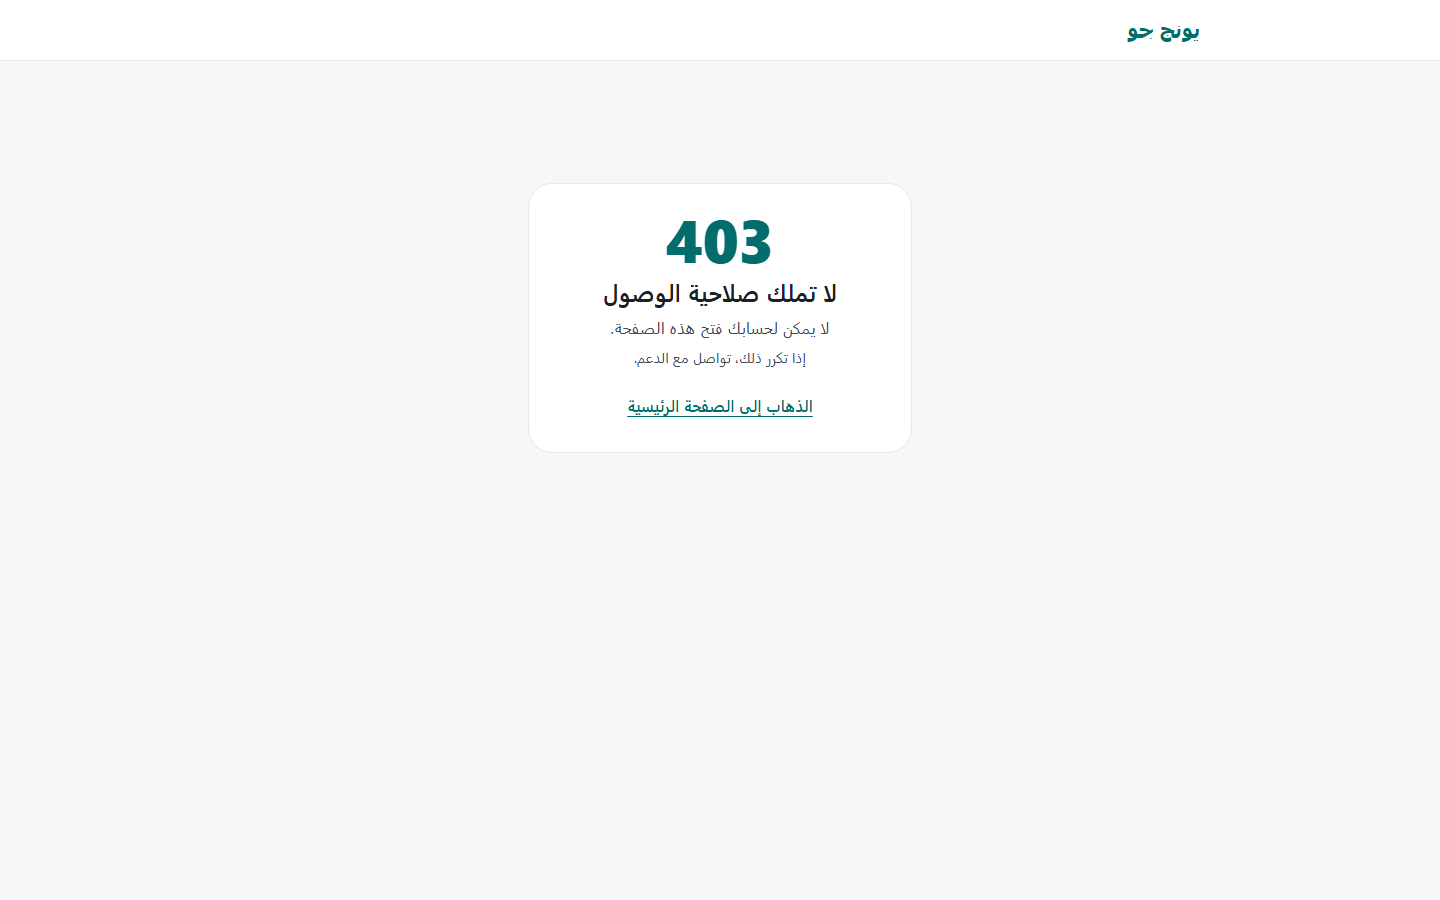 يونج جو
403
لا تملك صلاحية الوصول
لا يمكن لحسابك فتح هذه الصفحة.
إذا تكرر ذلك، تواصل مع الدعم.
الذهاب إلى الصفحة الرئيسية